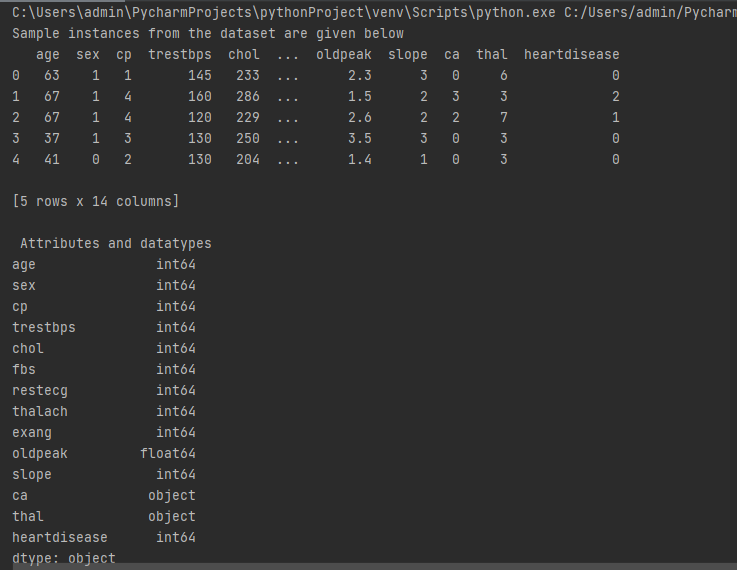 C:\Users\admin\PycharmProjects\pythonProject\venv\Scripts\python.exe C:/Users/admin/Pycharm
Sample instances from the dataset are given below
   age  sex  cp  trestbps  chol  ...  oldpeak  slope  ca  thal  heartdisease
0   63    1   1       145   233  ...      2.3      3   0     6             0
1   67    1   4       160   286  ...      1.5      2   3     3             2
2   67    1   4       120   229  ...      2.6      2   2     7             1
3   37    1   3       130   250  ...      3.5      3   0     3             0
4   41    0   2       130   204  ...      1.4      1   0     3             0
[5 rows x 14 columns]
 Attributes and datatypes
age               int64
sex               int64
cp                int64
trestbps          int64
chol              int64
fbs               int64
restecg           int64
thalach           int64
exang             int64
oldpeak         float64
slope             int64
ca               object
thal             object
heartdisease      int64
dtype: object